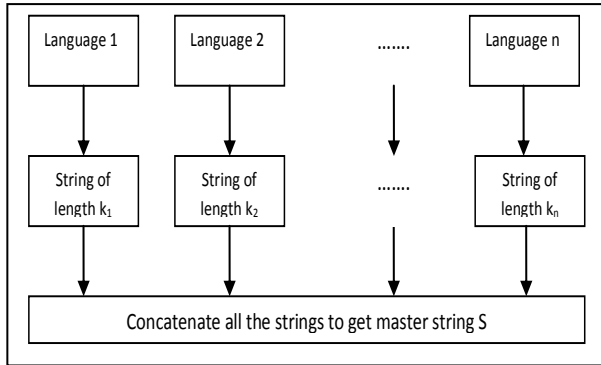 Language 1
Language 2
.......
Language n
String of
length k₁
String of
length k₂
.......
String of
length kₙ
Concatenate all the strings to get master string S